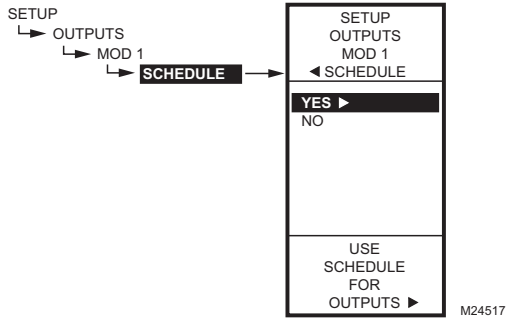 SETUP
OUTPUTS
MOD 1
SCHEDULE
SETUP
OUTPUTS
MOD 1
◀ SCHEDULE
YES ▶
NO
USE
SCHEDULE
FOR
OUTPUTS ▶
M24517